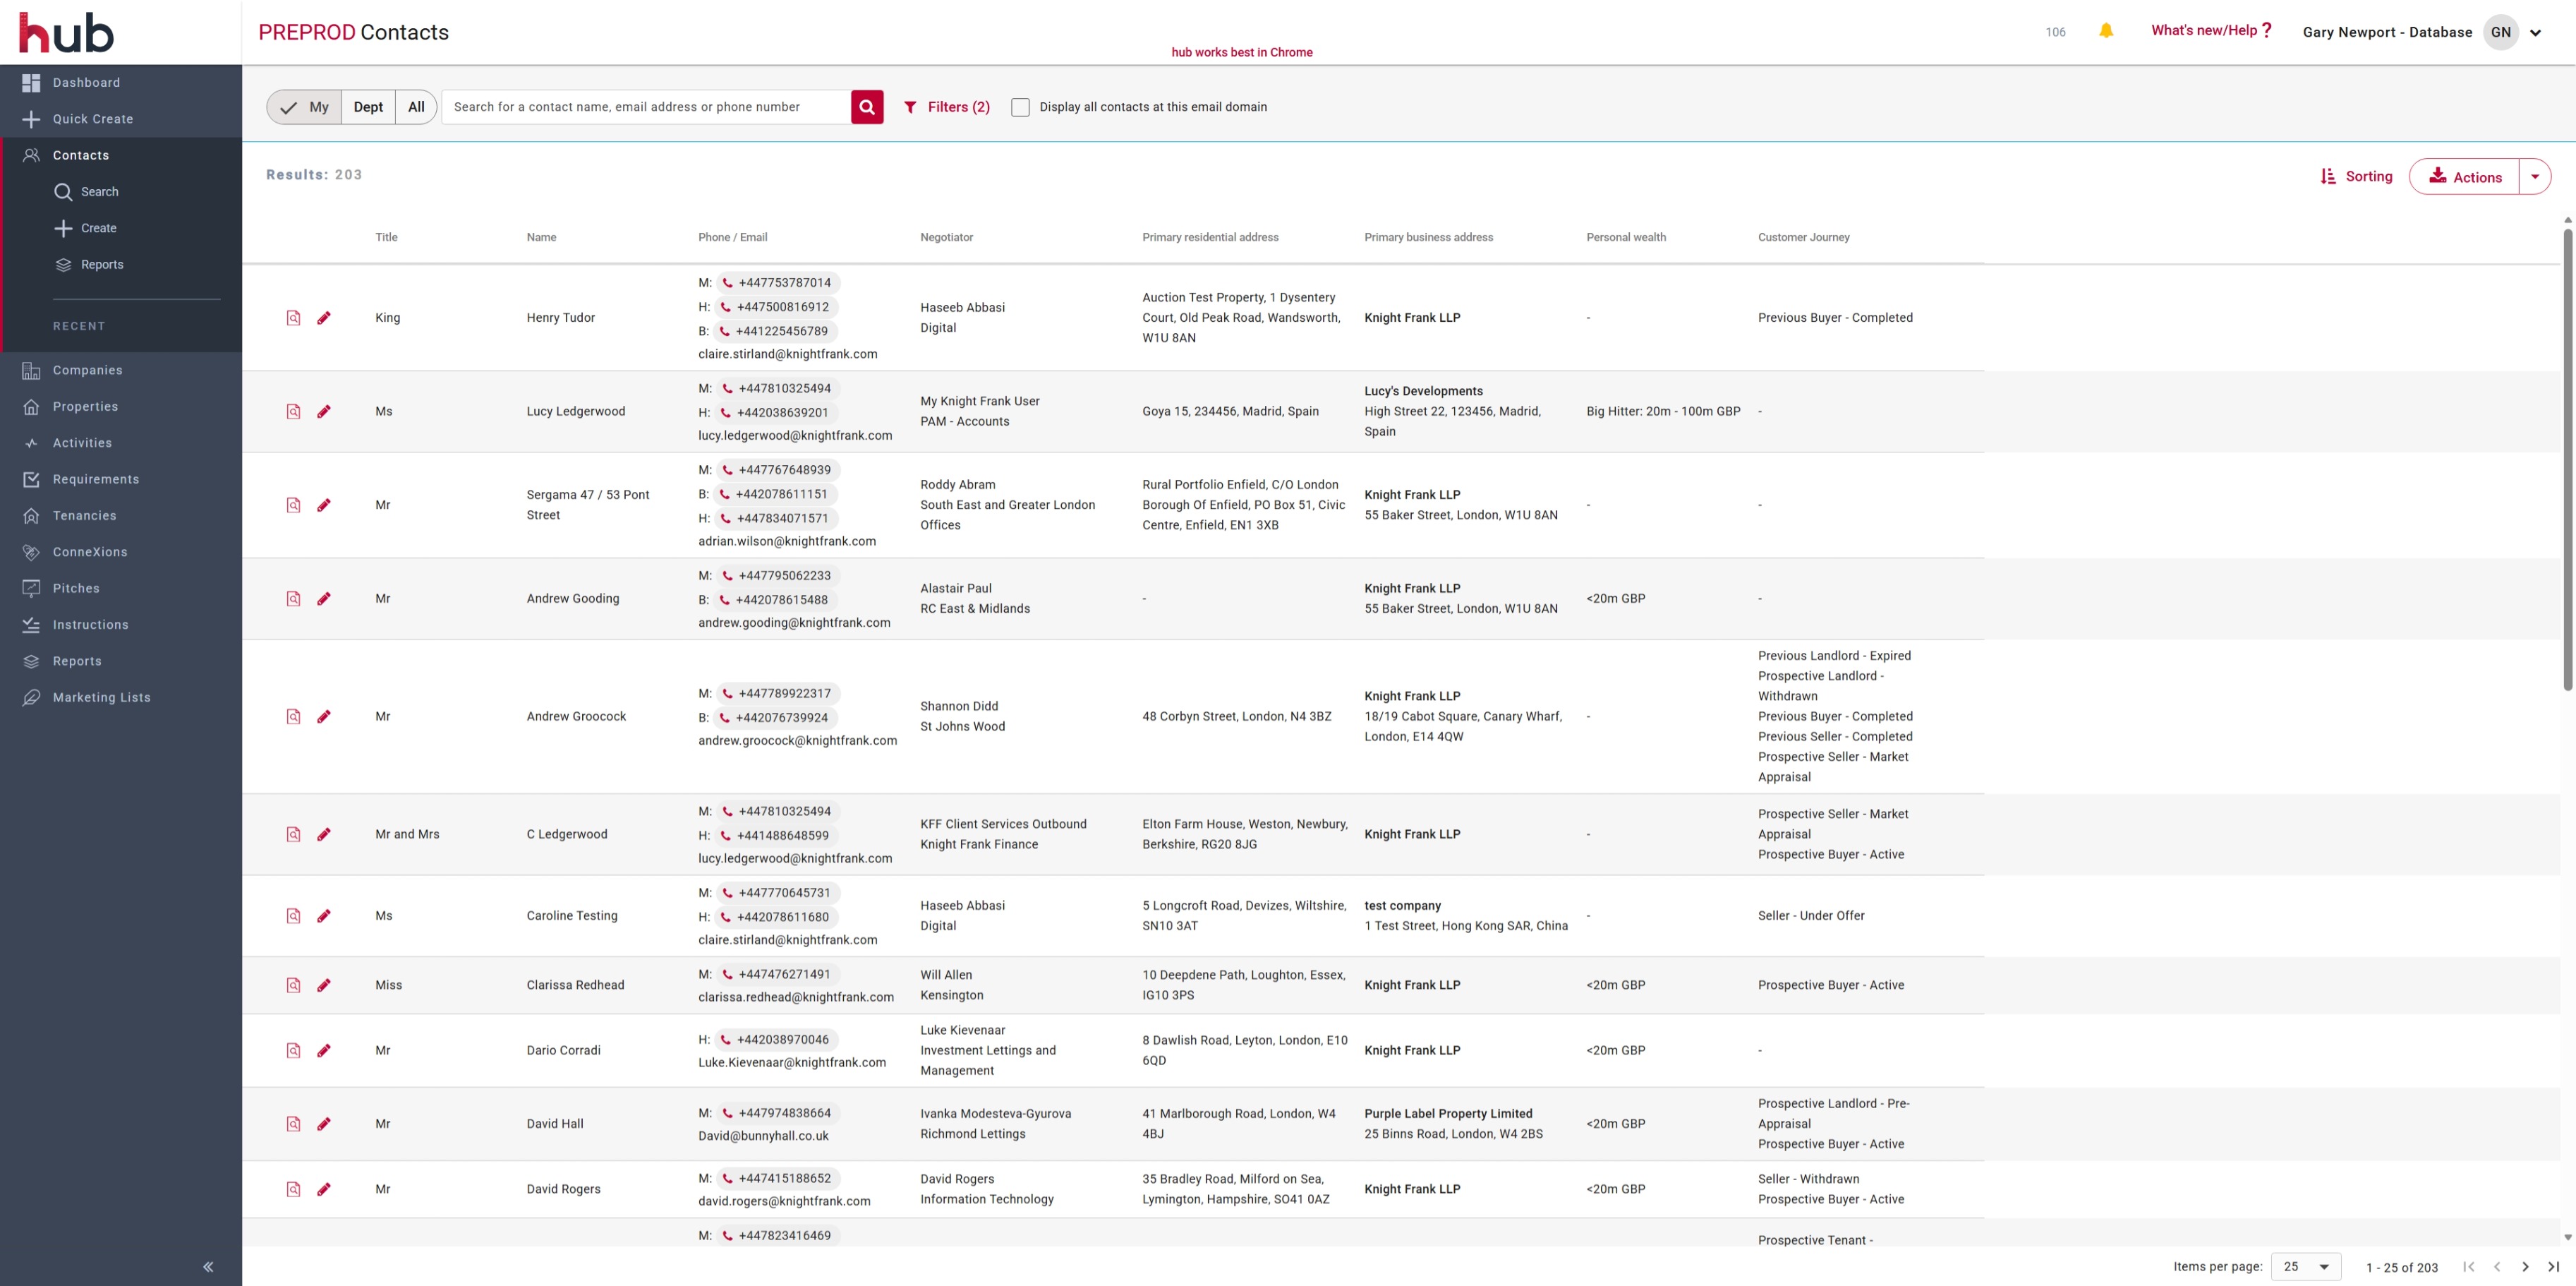 hub
PREPROD Contacts
hub works best in Chrome
106
What's new/Help ?
Gary Newport - Database
GN
Dashboard
Quick Create
Contacts
Search
Create
Reports
RECENT
Companies
Properties
Activities
Requirements
Tenancies
ConneXions
Pitches
Instructions
Reports
Marketing Lists
My
Dept
All
Search for a contact name, email address or phone number
Filters (2)
Display all contacts at this email domain
Results: 203
Sorting
Actions
Title
Name
Phone / Email
Negotiator
Primary residential address
Primary business address
Personal wealth
Customer Journey
King
Henry Tudor
M: +447753787014
H: +447500816912
B: +441225456789
claire.stirland@knightfrank.com
Haseeb Abbasi
Digital
Auction Test Property, 1 Dysentery
Court, Old Peak Road, Wandsworth,
W1U 8AN
Knight Frank LLP
-
Previous Buyer - Completed
Ms
Lucy Ledgerwood
M: +447810325494
H: +442038639201
lucy.ledgerwood@knightfrank.com
My Knight Frank User
PAM - Accounts
Goya 15, 234456, Madrid, Spain
Lucy's Developments
High Street 22, 123456, Madrid,
Spain
Big Hitter: 20m - 100m GBP
-
Mr
Sergama 47 / 53 Pont
Street
M: +447767648939
B: +442078611151
H: +447834071571
adrian.wilson@knightfrank.com
Roddy Abram
South East and Greater London
Offices
Rural Portfolio Enfield, C/O London
Borough Of Enfield, PO Box 51, Civic
Centre, Enfield, EN1 3XB
Knight Frank LLP
55 Baker Street, London, W1U 8AN
-
-
Mr
Andrew Gooding
M: +447795062233
B: +442078615488
andrew.gooding@knightfrank.com
Alastair Paul
RC East & Midlands
-
Knight Frank LLP
55 Baker Street, London, W1U 8AN
<20m GBP
-
Mr
Andrew Groocock
M: +447789922317
B: +442076739924
andrew.groocock@knightfrank.com
Shannon Didd
St Johns Wood
48 Corbyn Street, London, N4 3BZ
Knight Frank LLP
18/19 Cabot Square, Canary Wharf,
London, E14 4QW
-
Previous Landlord - Expired
Prospective Landlord -
Withdrawn
Previous Buyer - Completed
Previous Seller - Completed
Prospective Seller - Market
Appraisal
Mr and Mrs
C Ledgerwood
M: +447810325494
H: +441488648599
lucy.ledgerwood@knightfrank.com
KFF Client Services Outbound
Knight Frank Finance
Elton Farm House, Weston, Newbury,
Berkshire, RG20 8JG
Knight Frank LLP
-
Prospective Seller - Market
Appraisal
Prospective Buyer - Active
Ms
Caroline Testing
M: +447770645731
H: +442078611680
claire.stirland@knightfrank.com
Haseeb Abbasi
Digital
5 Longcroft Road, Devizes, Wiltshire,
SN10 3AT
test company
1 Test Street, Hong Kong SAR, China
-
Seller - Under Offer
Miss
Clarissa Redhead
M: +447476271491
clarissa.redhead@knightfrank.com
Will Allen
Kensington
10 Deepdene Path, Loughton, Essex,
IG10 3PS
Knight Frank LLP
<20m GBP
Prospective Buyer - Active
Mr
Dario Corradi
H: +442038970046
Luke.Kievenaar@knightfrank.com
Luke Kievenaar
Investment Lettings and
Management
8 Dawlish Road, Leyton, London, E10
6QD
Knight Frank LLP
<20m GBP
-
Mr
David Hall
M: +447974838664
David@bunnyhall.co.uk
Ivanka Modesteva-Gyurova
Richmond Lettings
41 Marlborough Road, London, W4
4BJ
Purple Label Property Limited
25 Binns Road, London, W4 2BS
<20m GBP
Prospective Landlord - Pre-
Appraisal
Prospective Buyer - Active
Mr
David Rogers
M: +447415188652
david.rogers@knightfrank.com
David Rogers
Information Technology
35 Bradley Road, Milford on Sea,
Lymington, Hampshire, SO41 0AZ
Knight Frank LLP
<20m GBP
Seller - Withdrawn
Prospective Buyer - Active
M: +447823416469
Prospective Tenant -
Items per page:
25
1 - 25 of 203